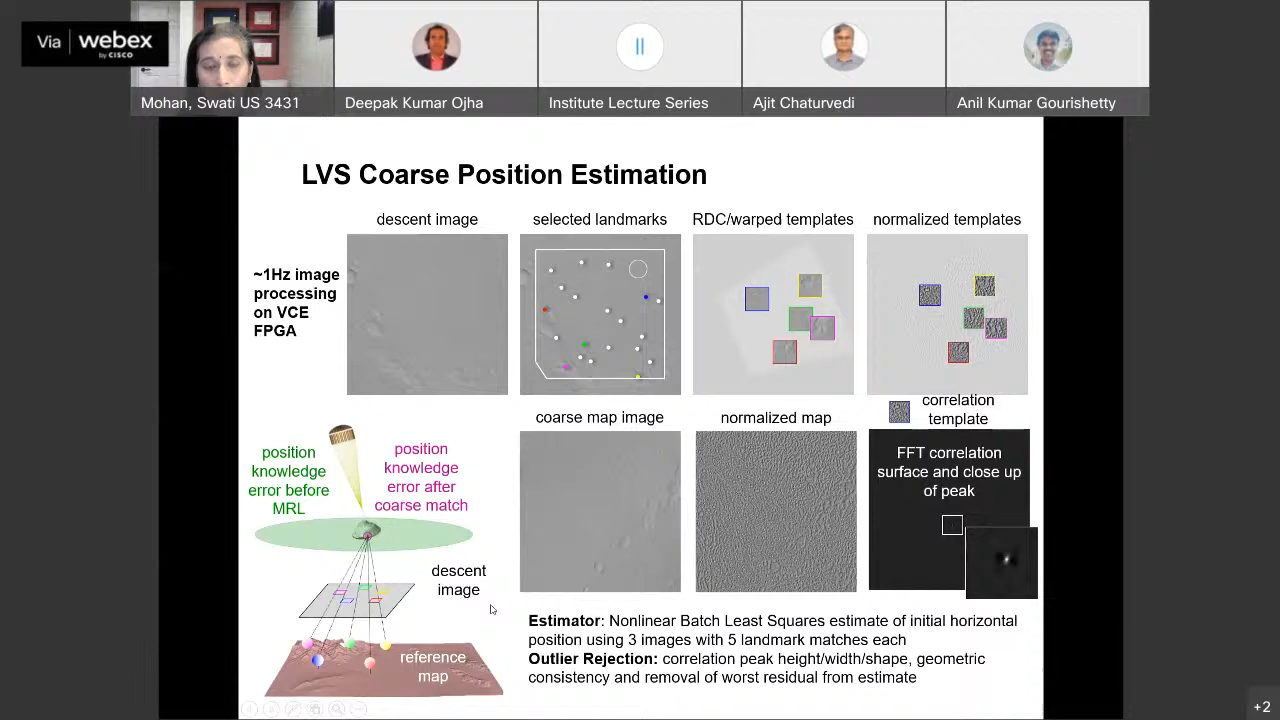 Via webex
by CISCO
Mohan, Swati US 3431
Deepak Kumar Ojha
Institute Lecture Series
Ajit Chaturvedi
Anil Kumar Gourishetty
LVS Coarse Position Estimation
descent image
selected landmarks
RDC/warped templates
normalized templates
~1Hz image
processing
on VCE
FPGA
correlation
template
coarse map image
normalized map
position
knowledge
error before
MRL
position
knowledge
error after
coarse match
FFT correlation
surface and close up
of peak
descent
image
reference
map
Estimator: Nonlinear Batch Least Squares estimate of initial horizontal
position using 3 images with 5 landmark matches each
Outlier Rejection: correlation peak height/width/shape, geometric
consistency and removal of worst residual from estimate
+2